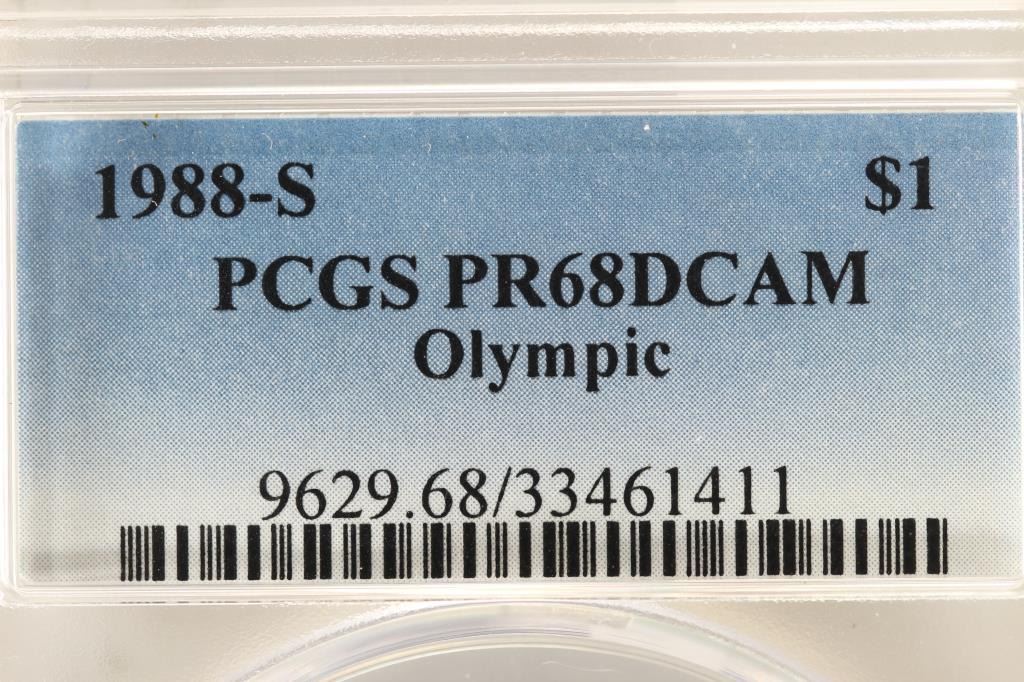 1988-S $1
PCGS PR68DCAM
Olympic
9629.68/33461411